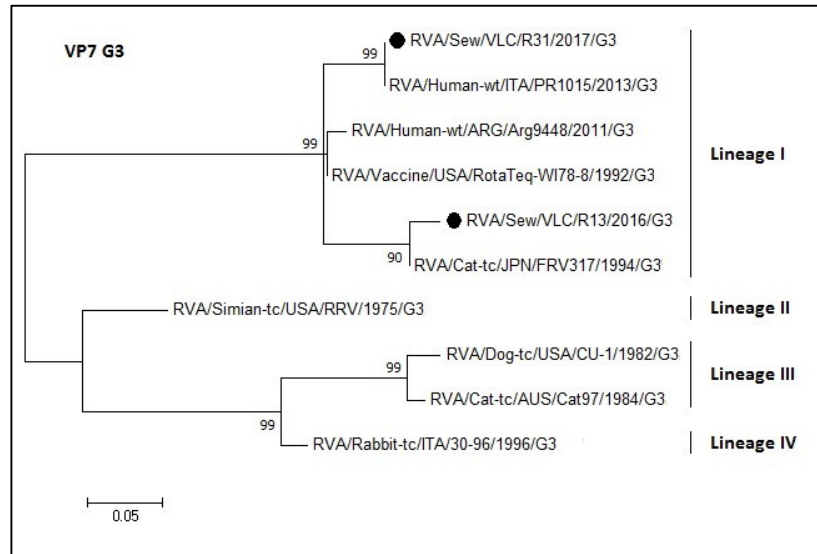 VP7 G3
99
RVA/Sew/VLC/R31/2017/G3
RVA/Human-wt/ITA/PR1015/2013/G3
99
RVA/Human-wt/ARG/Arg9448/2011/G3
RVA/Vaccine/USA/RotaTeq-WI78-8/1992/G3
Lineage I
RVA/Sew/VLC/R13/2016/G3
90
RVA/Cat-tc/JPN/FRV317/1994/G3
RVA/Simian-tc/USA/RRV/1975/G3
Lineage II
RVA/Dog-tc/USA/CU-1/1982/G3
99
Lineage III
RVA/Cat-tc/AUS/Cat97/1984/G3
99
RVA/Rabbit-tc/ITA/30-96/1996/G3
Lineage IV
0.05